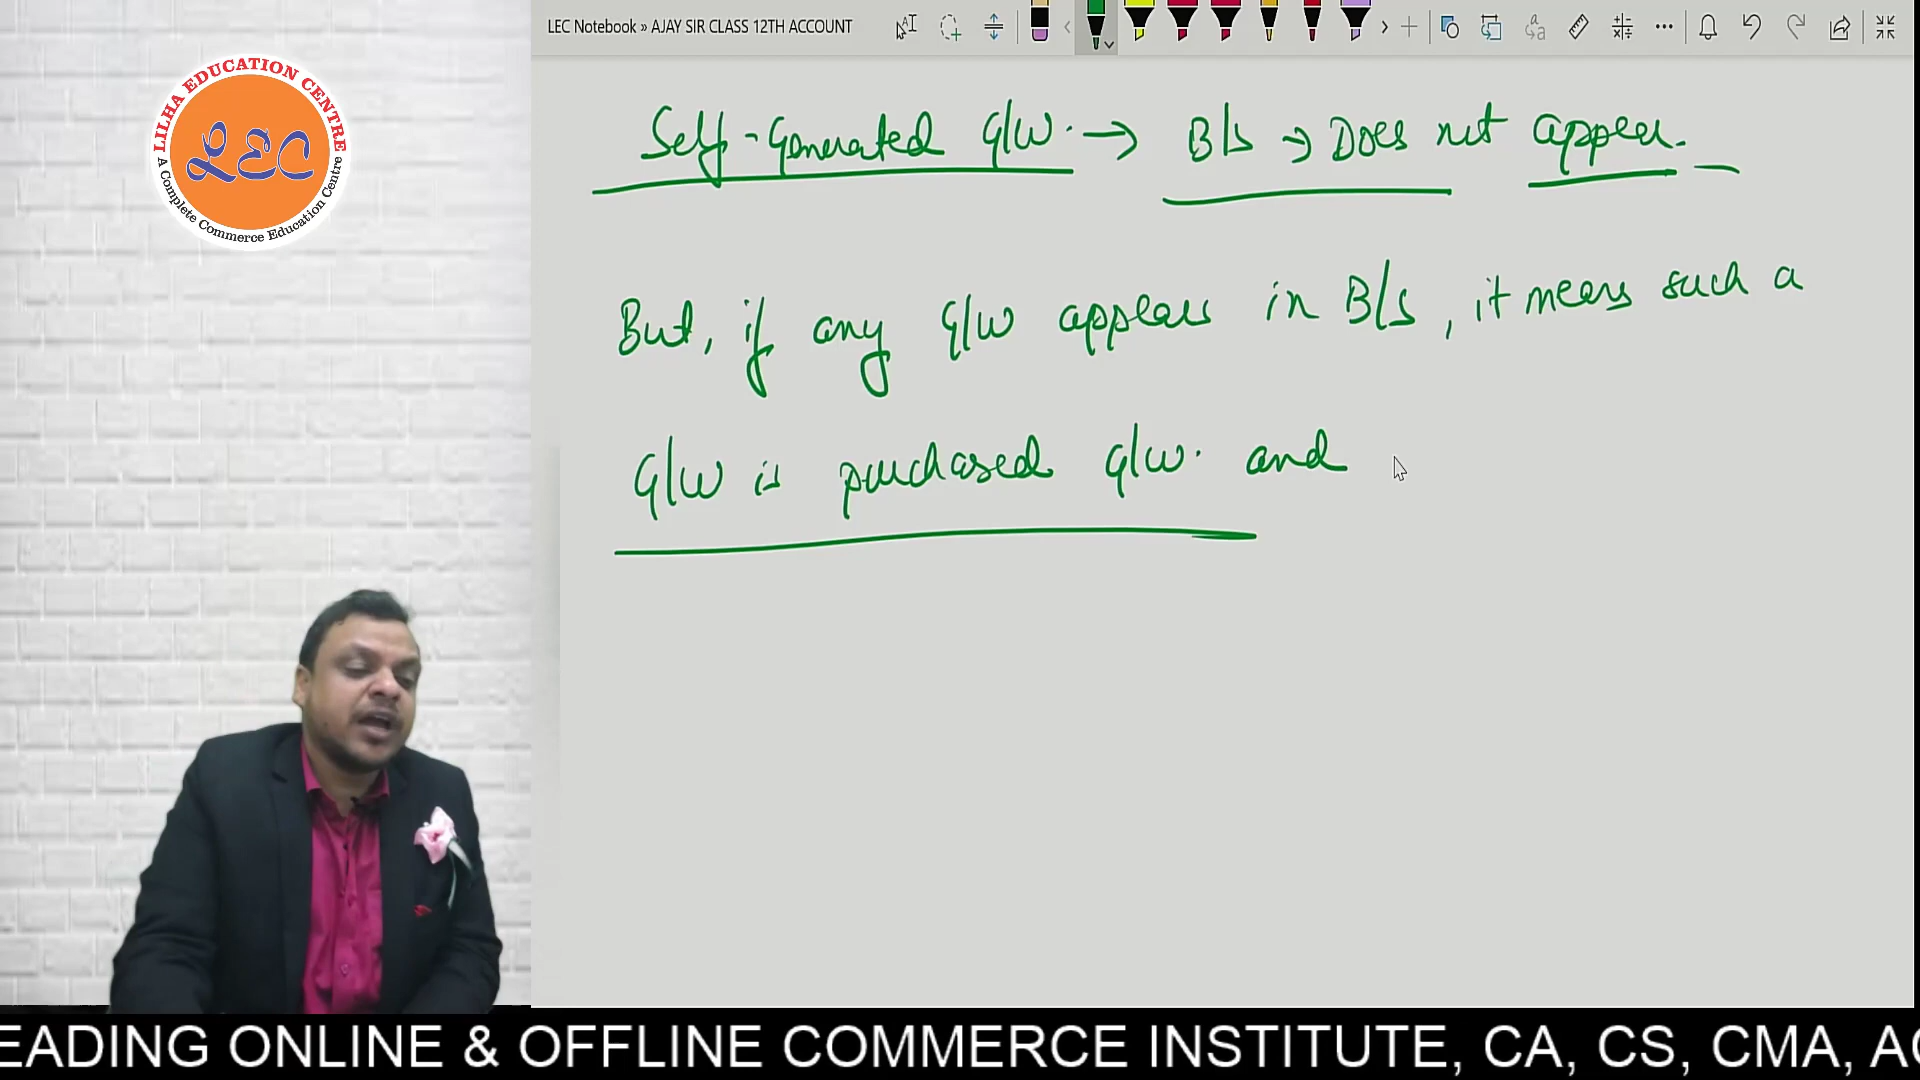 LEC Notebook » AJAY SIR CLASS 12TH ACCOUNT
LILHA EDUCATION CENTRE
LEC
A Complete Commerce Education Centre
Self-Generated G/W. → B/S → Does not appear.
But, if any G/W appears in B/S, it means such a
G/W is purchased G/W. and
EADING ONLINE & OFFLINE COMMERCE INSTITUTE, CA, CS, CMA, AC